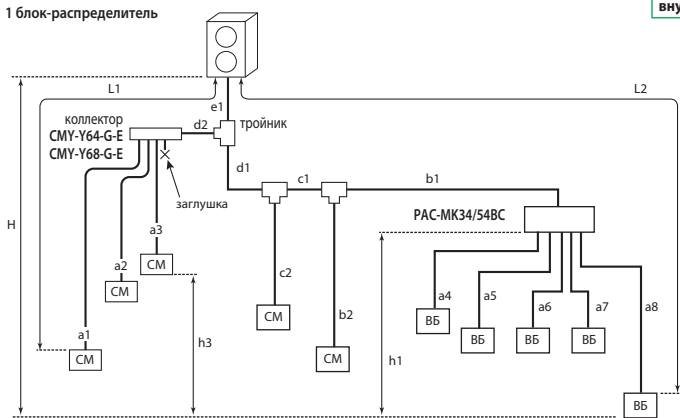 1 блок-распределитель
вну
L1
L2
e1
коллектор
CMY-Y64-G-E
CMY-Y68-G-E
d2
тройник
d1
c1
b1
заглушка
PAC-MK34/54BC
H
a3
СМ
a2
СМ
a1
СМ
h3
c2
СМ
b2
СМ
h1
a4
a5
a6
a7
a8
ВБ
ВБ
ВБ
ВБ
ВБ